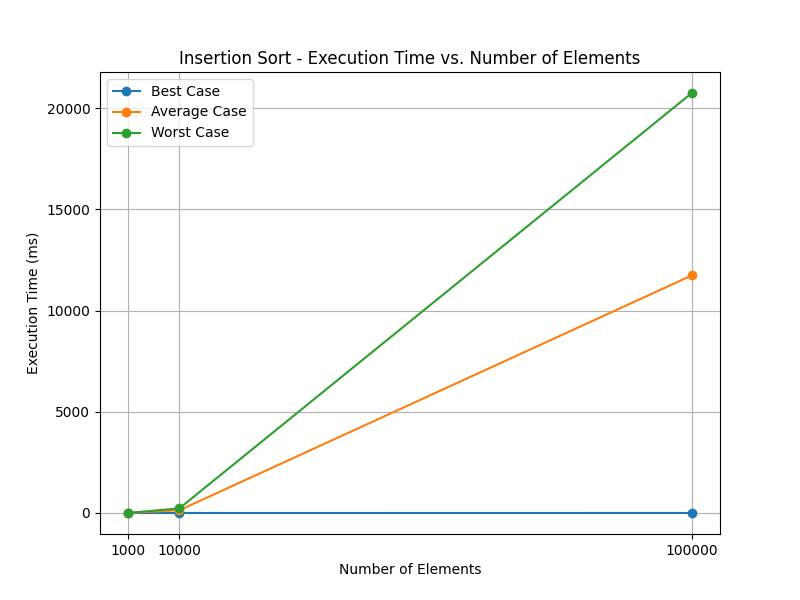 Insertion Sort - Execution Time vs. Number of Elements
Best Case
Average Case
Worst Case
20000
15000
10000
5000
0
Execution Time (ms)
1000 10000 100000
Number of Elements